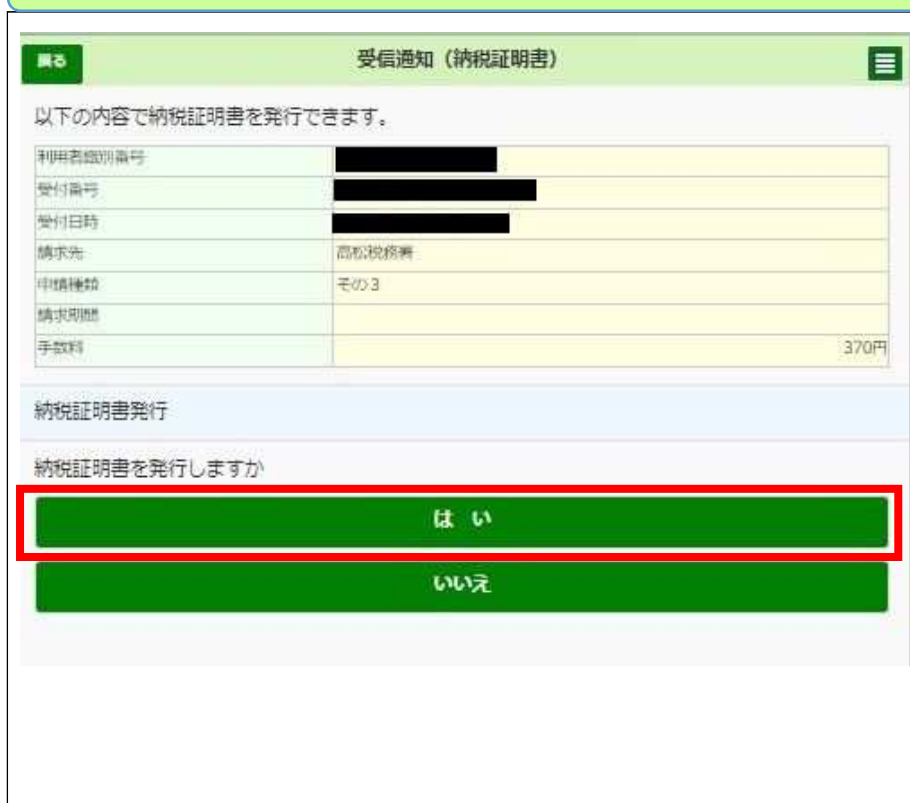 戻る
受信通知（納税証明書）
以下の内容で納税証明書を発行できます。
利用者識別番号
受付番号
受付日時
請求先 高松税務署
申請種類 その3
請求期間
手数料 370円
納税証明書発行
納税証明書を発行しますか
は い
いいえ